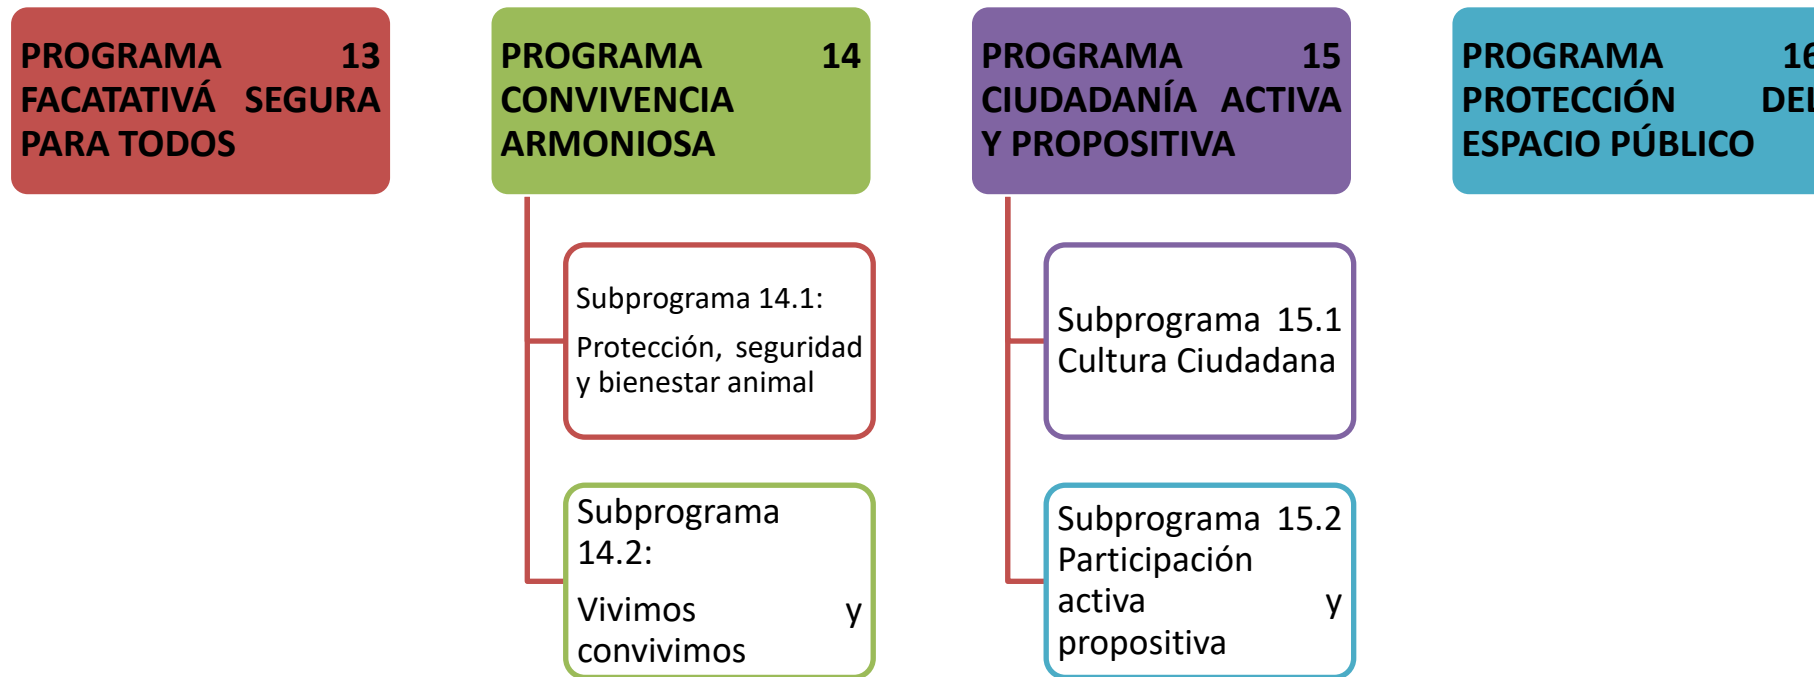 PROGRAMA 13
FACATATIVÁ SEGURA
PARA TODOS
PROGRAMA 14
CONVIVENCIA
ARMONIOSA
Subprograma 14.1:
Protección, seguridad
y bienestar animal
Subprograma
14.2:
Vivimos y
convivimos
PROGRAMA 15
CIUDADANÍA ACTIVA
Y PROPOSITIVA
Subprograma 15.1
Cultura Ciudadana
Subprograma 15.2
Participación
activa y
propositiva
PROGRAMA 16
PROTECCIÓN DEL
ESPACIO PÚBLICO